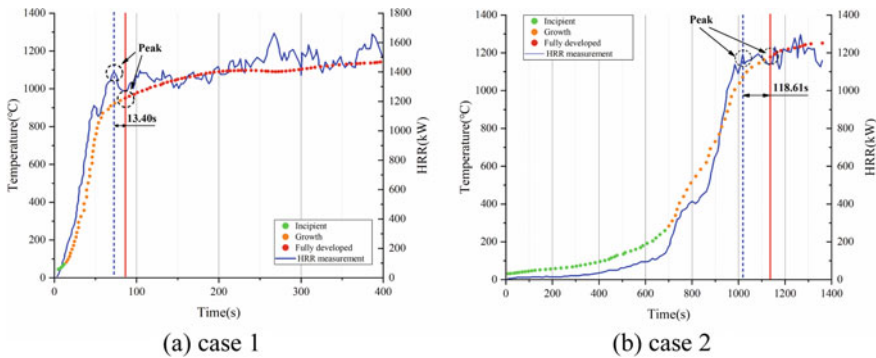 Temperature(℃)
1400
1200
1000
800
600
400
200
0
Peak
13.40s
Incipient
Growth
Fully developed
HRR measurement
1800
1600
1400
1200
1000
800
600
400
200
0
HRR(kW)
0 100 200 300 400
Time(s)
(a) case 1
Temperature(℃)
1400
1200
1000
800
600
400
200
0
Incipient
Growth
Fully developed
HRR measurement
Peak
118.61s
1400
1200
1000
800
600
400
200
0
HRR(kW)
0 200 400 600 800 1000 1200 1400
Time(s)
(b) case 2